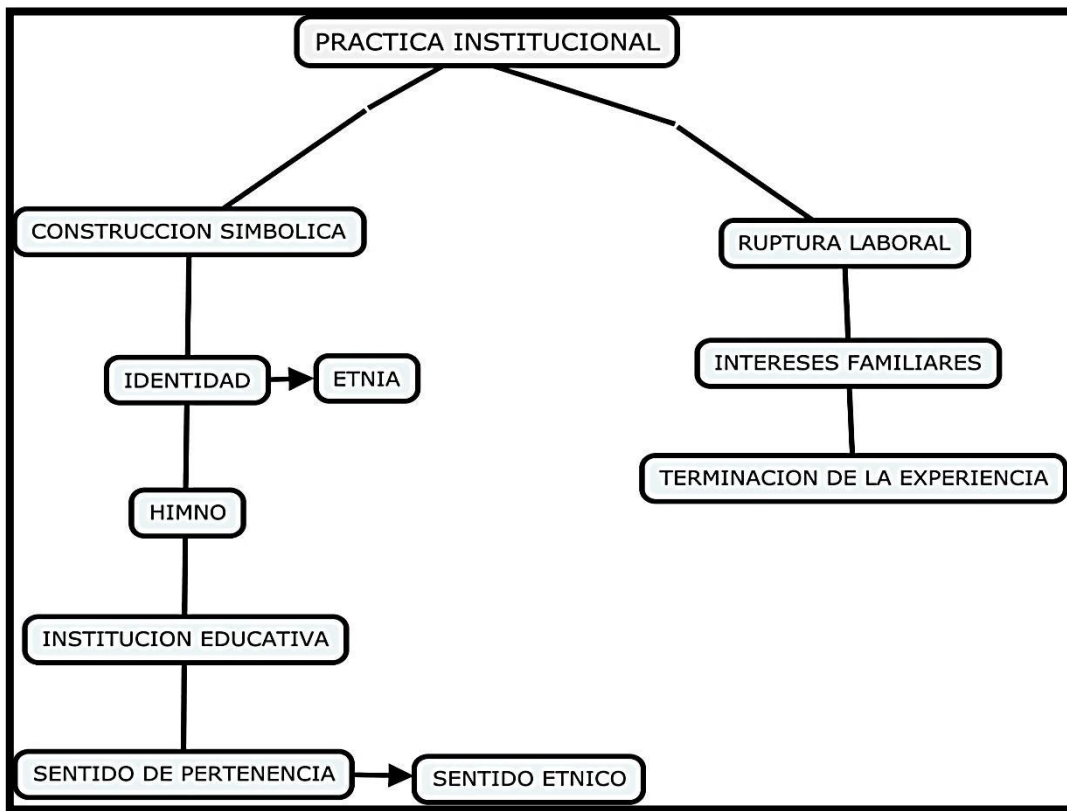 PRACTICA INSTITUCIONAL
CONSTRUCCION SIMBOLICA
RUPTURA LABORAL
IDENTIDAD
ETNIA
INTERESES FAMILIARES
HIMNO
TERMINACION DE LA EXPERIENCIA
INSTITUCION EDUCATIVA
SENTIDO DE PERTENENCIA
SENTIDO ETNICO